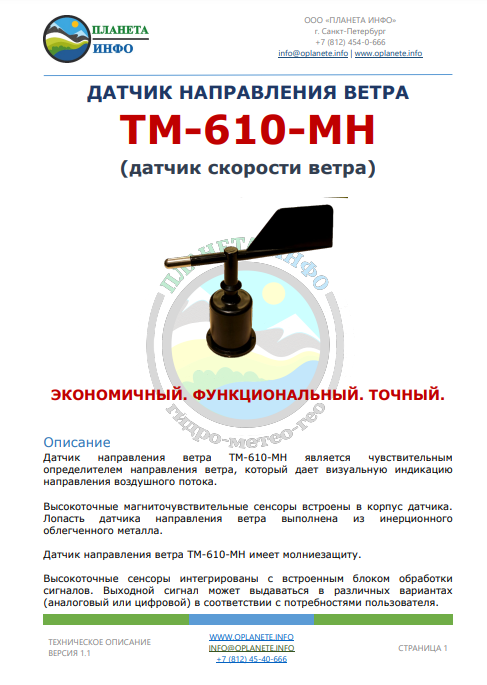 ПЛАНЕТА
ИНФО
ООО «ПЛАНЕТА ИНФО»
г. Санкт-Петербург
+7 (812) 454-0-666
info@oplanete.info | www.oplanete.info
ДАТЧИК НАПРАВЛЕНИЯ ВЕТРА
ТМ-610-МН
(датчик скорости ветра)
ПЛАНЕТА ИНФО
ЭКОНОМИЧНЫЙ. ФУНКЦИОНАЛЬНЫЙ. ТОЧНЫЙ.
гидро-метео-гео
Описание
Датчик направления ветра ТМ-610-МН является чувствительным
определителем направления ветра, который дает визуальную индикацию
направления воздушного потока.
Высокоточные магниточувствительные сенсоры встроены в корпус датчика.
Лопасть датчика направления ветра выполнена из инерционного
облегченного металла.
Датчик направления ветра ТМ-610-МН имеет молниезащиту.
Высокоточные сенсоры интегрированы с встроенным блоком обработки
сигналов. Выходной сигнал может выдаваться в различных вариантах
(аналоговый или цифровой) в соответствии с потребностями пользователя.
ТЕХНИЧЕСКОЕ ОПИСАНИЕ
ВЕРСИЯ 1.1
WWW.OPLANETE.INFO
INFO@OPLANETE.INFO
+7 (812) 45-40-666
СТРАНИЦА 1